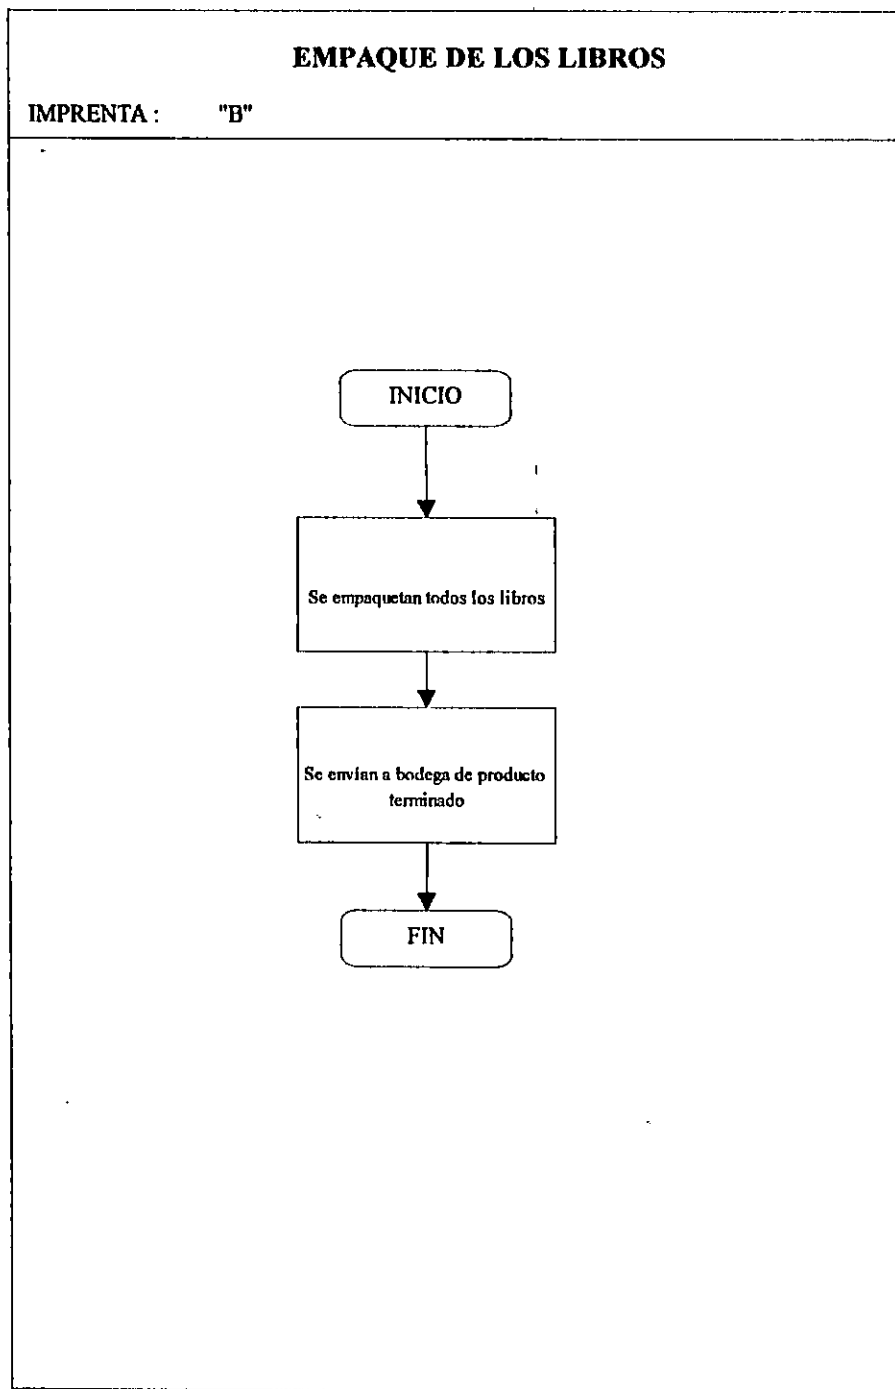 EMPAQUE DE LOS LIBROS
IMPRENTA : "B"
INICIO
Se empaquetan todos los libros
Se envían a bodega de producto
terminado
FIN